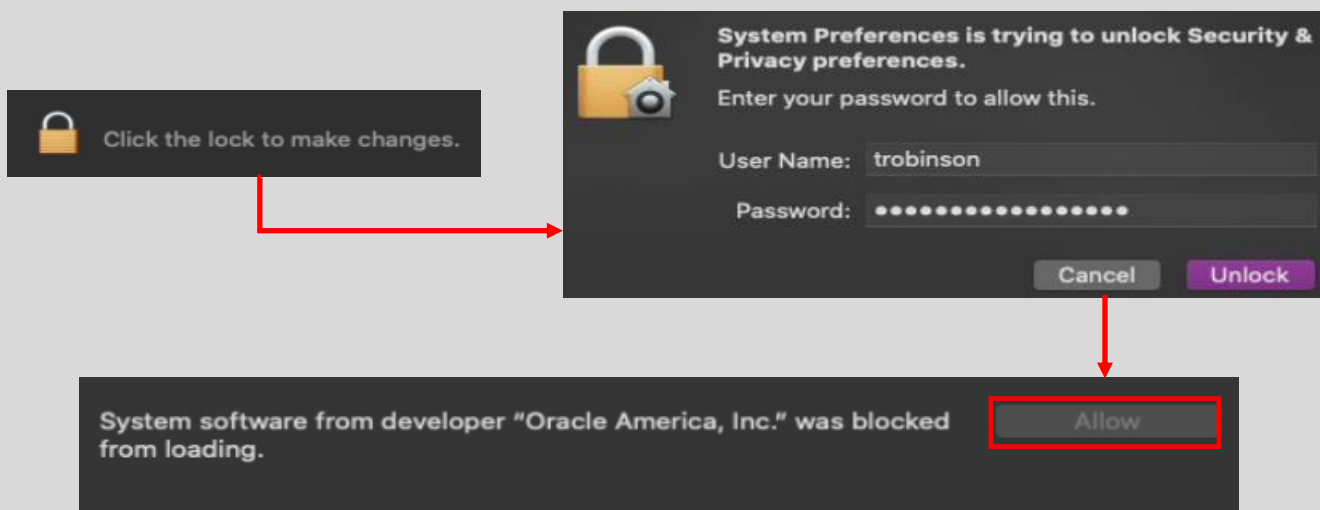 Click the lock to make changes.
System Preferences is trying to unlock Security &
Privacy preferences.
Enter your password to allow this.
User Name: trobinson
Password: •••••••••••••••••
Cancel Unlock
System software from developer “Oracle America, Inc.” was blocked
from loading.
Allow